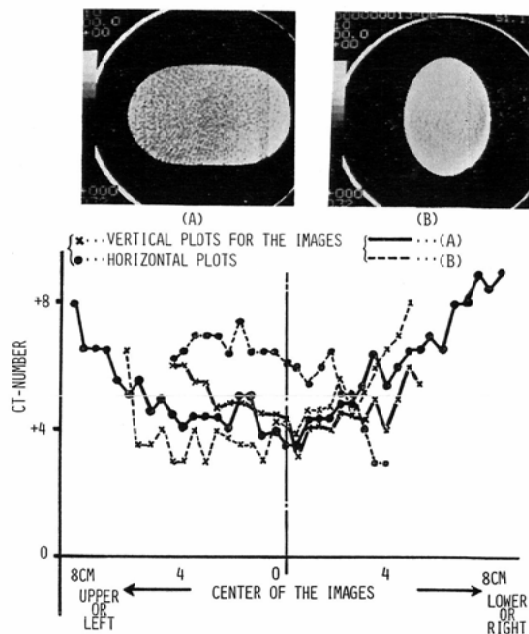 (A)
(B)
×··· VERTICAL PLOTS FOR THE IMAGES
●··· HORIZONTAL PLOTS
···(A)
···(B)
+8
CT-NUMBER
+4
0
8CM 4 0 4 8CM
UPPER OR LEFT
CENTER OF THE IMAGES
LOWER OR RIGHT